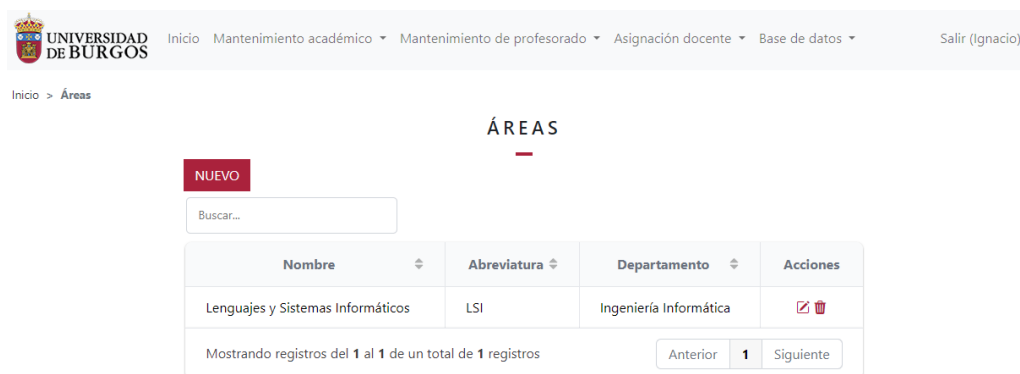 UNIVERSIDAD
DE BURGOS
Inicio Mantenimiento académico Mantenimiento de profesorado Asignación docente Base de datos Salir (Ignacio)
Inicio > Áreas
ÁREAS
NUEVO
Buscar...
Nombre Abreviatura Departamento Acciones
Lenguajes y Sistemas Informáticos LSI Ingeniería Informática
Mostrando registros del 1 al 1 de un total de 1 registros Anterior 1 Siguiente